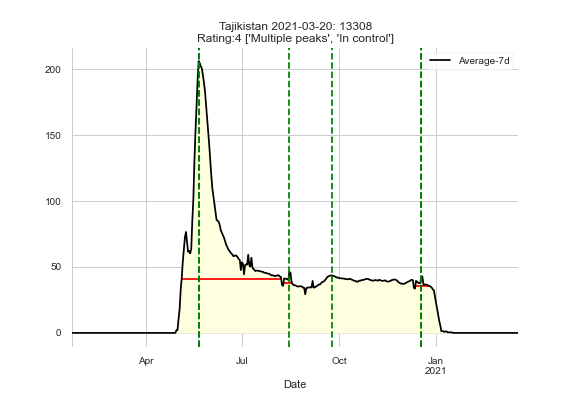 Tajikistan 2021-03-20: 13308
Rating:4 ['Multiple peaks', 'In control']
Average-7d
200
150
100
50
0
Apr
Jul
Oct
Jan
2021
Date